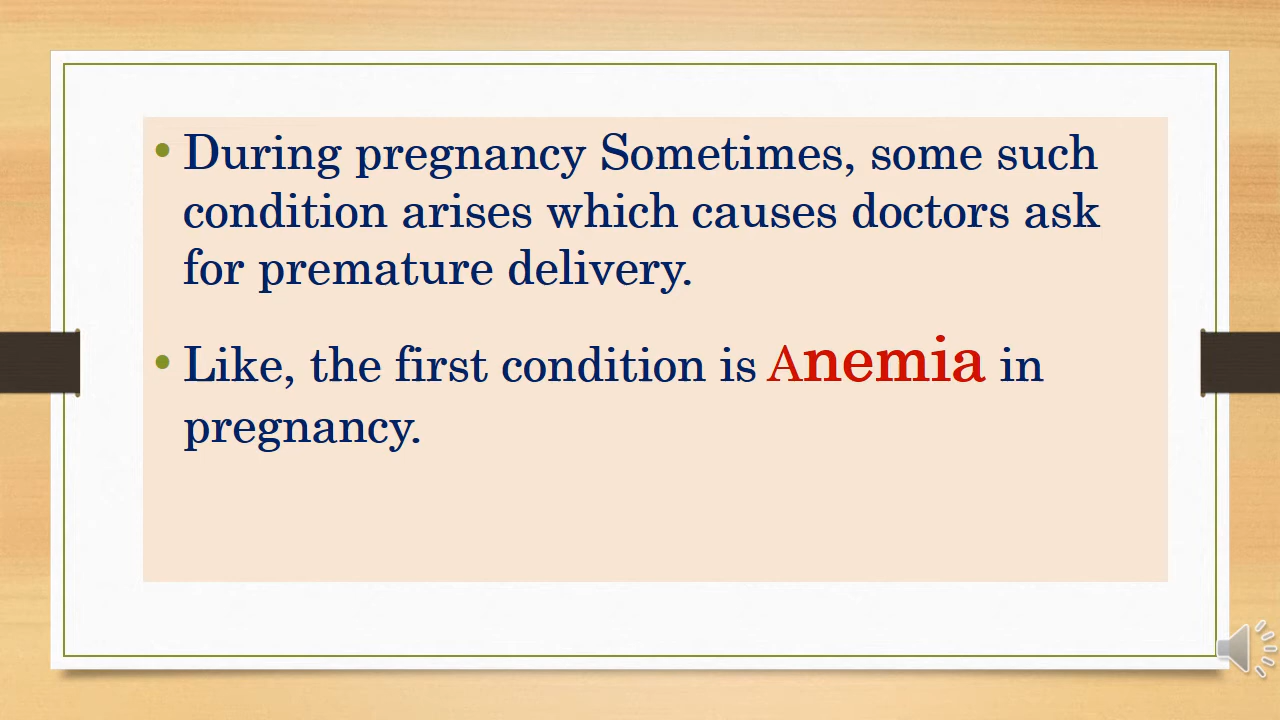 • During pregnancy Sometimes, some such
condition arises which causes doctors ask
for premature delivery.
• Like, the first condition is Anemia in
pregnancy.